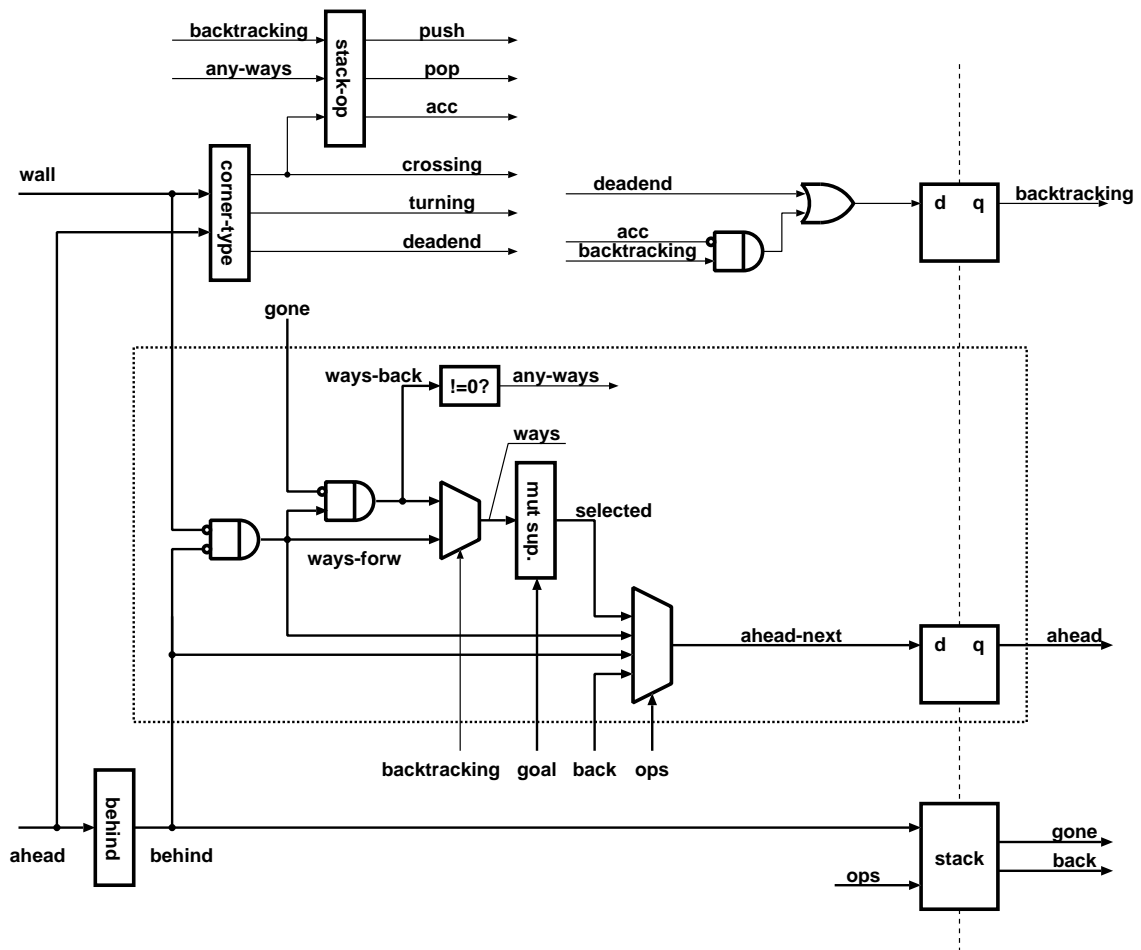 backtracking
push
any-ways
pop
acc
stack-op
wall
crossing
deadend
turning
deadend
corner-type
acc
backtracking
d q
backtracking
gone
ways-back
!=0?
any-ways
ways
mut sup.
selected
ways-forw
ahead-next
d q
ahead
backtracking
goal
back
ops
behind
ahead
behind
stack
gone
back
ops